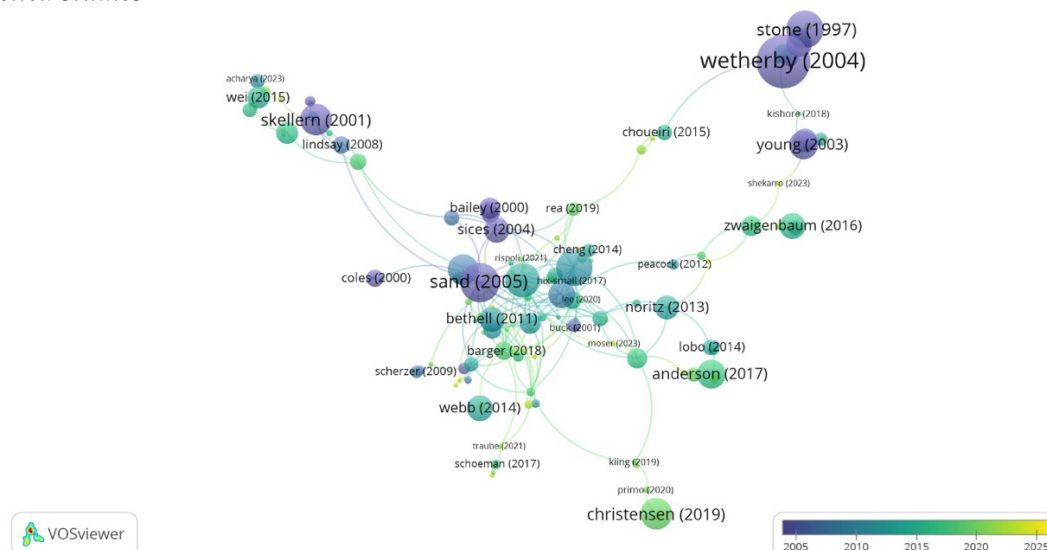 stone (1997)
wetherby (2004)
acharya (2023)
wei (2015)
kishore (2018)
skellern (2001)
choueiri (2015)
lindsay (2008)
young (2003)
shekarro (2023)
bailey (2000)
rea (2019)
sices (2004)
zwaigenbaum (2016)
cheng (2014)
rispoli (2021)
peacock (2012)
coles (2000)
sand (2005)
hix-small (2017)
lee (2020)
noritz (2013)
bethell (2011)
buck (2001)
moser (2023)
lobo (2014)
barger (2018)
scherzer (2009)
anderson (2017)
webb (2014)
traube (2021)
schoeman (2017)
kiing (2019)
primo (2020)
christensen (2019)
VOSviewer
2005 2010 2015 2020 2025